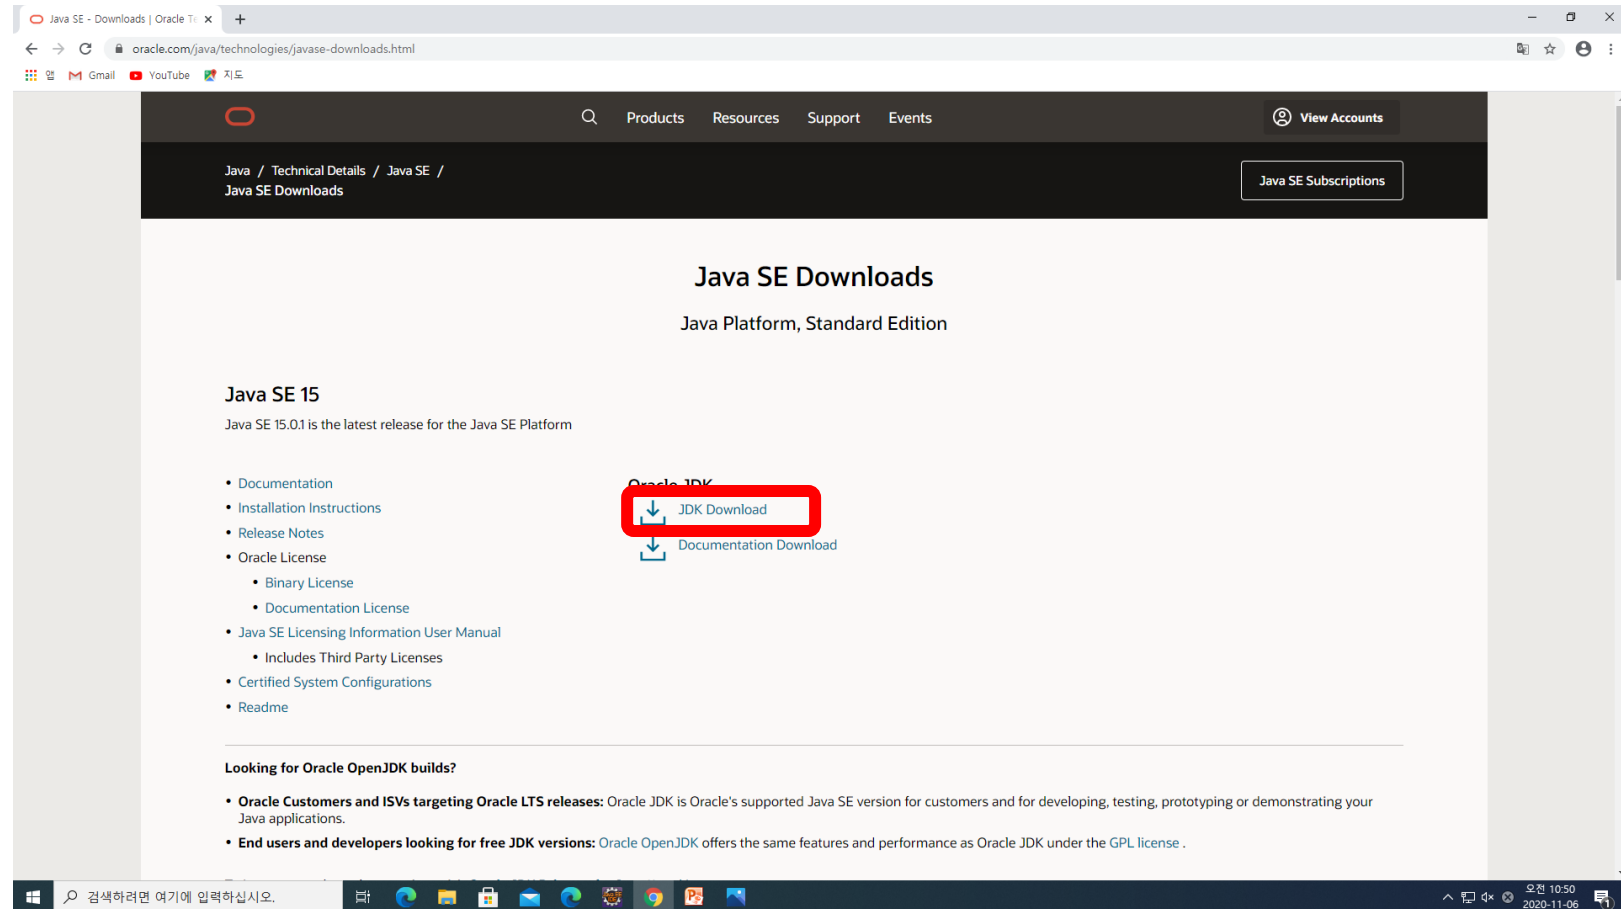 Java SE - Downloads | Oracle Te
oracle.com/java/technologies/javase-downloads.html
앱 Gmail YouTube 지도
Products Resources Support Events View Accounts
Java / Technical Details / Java SE /
Java SE Downloads
Java SE Subscriptions
Java SE Downloads
Java Platform, Standard Edition
Java SE 15
Java SE 15.0.1 is the latest release for the Java SE Platform
• Documentation
• Installation Instructions
• Release Notes
• Oracle License
• Binary License
• Documentation License
• Java SE Licensing Information User Manual
• Includes Third Party Licenses
• Certified System Configurations
• Readme
Oracle JDK
JDK Download
Documentation Download
Looking for Oracle OpenJDK builds?
• Oracle Customers and ISVs targeting Oracle LTS releases: Oracle JDK is Oracle's supported Java SE version for customers and for developing, testing, prototyping or demonstrating your
Java applications.
• End users and developers looking for free JDK versions: Oracle OpenJDK offers the same features and performance as Oracle JDK under the GPL license .
검색하려면 여기에 입력하십시오.
오전 10:50
2020-11-06
1